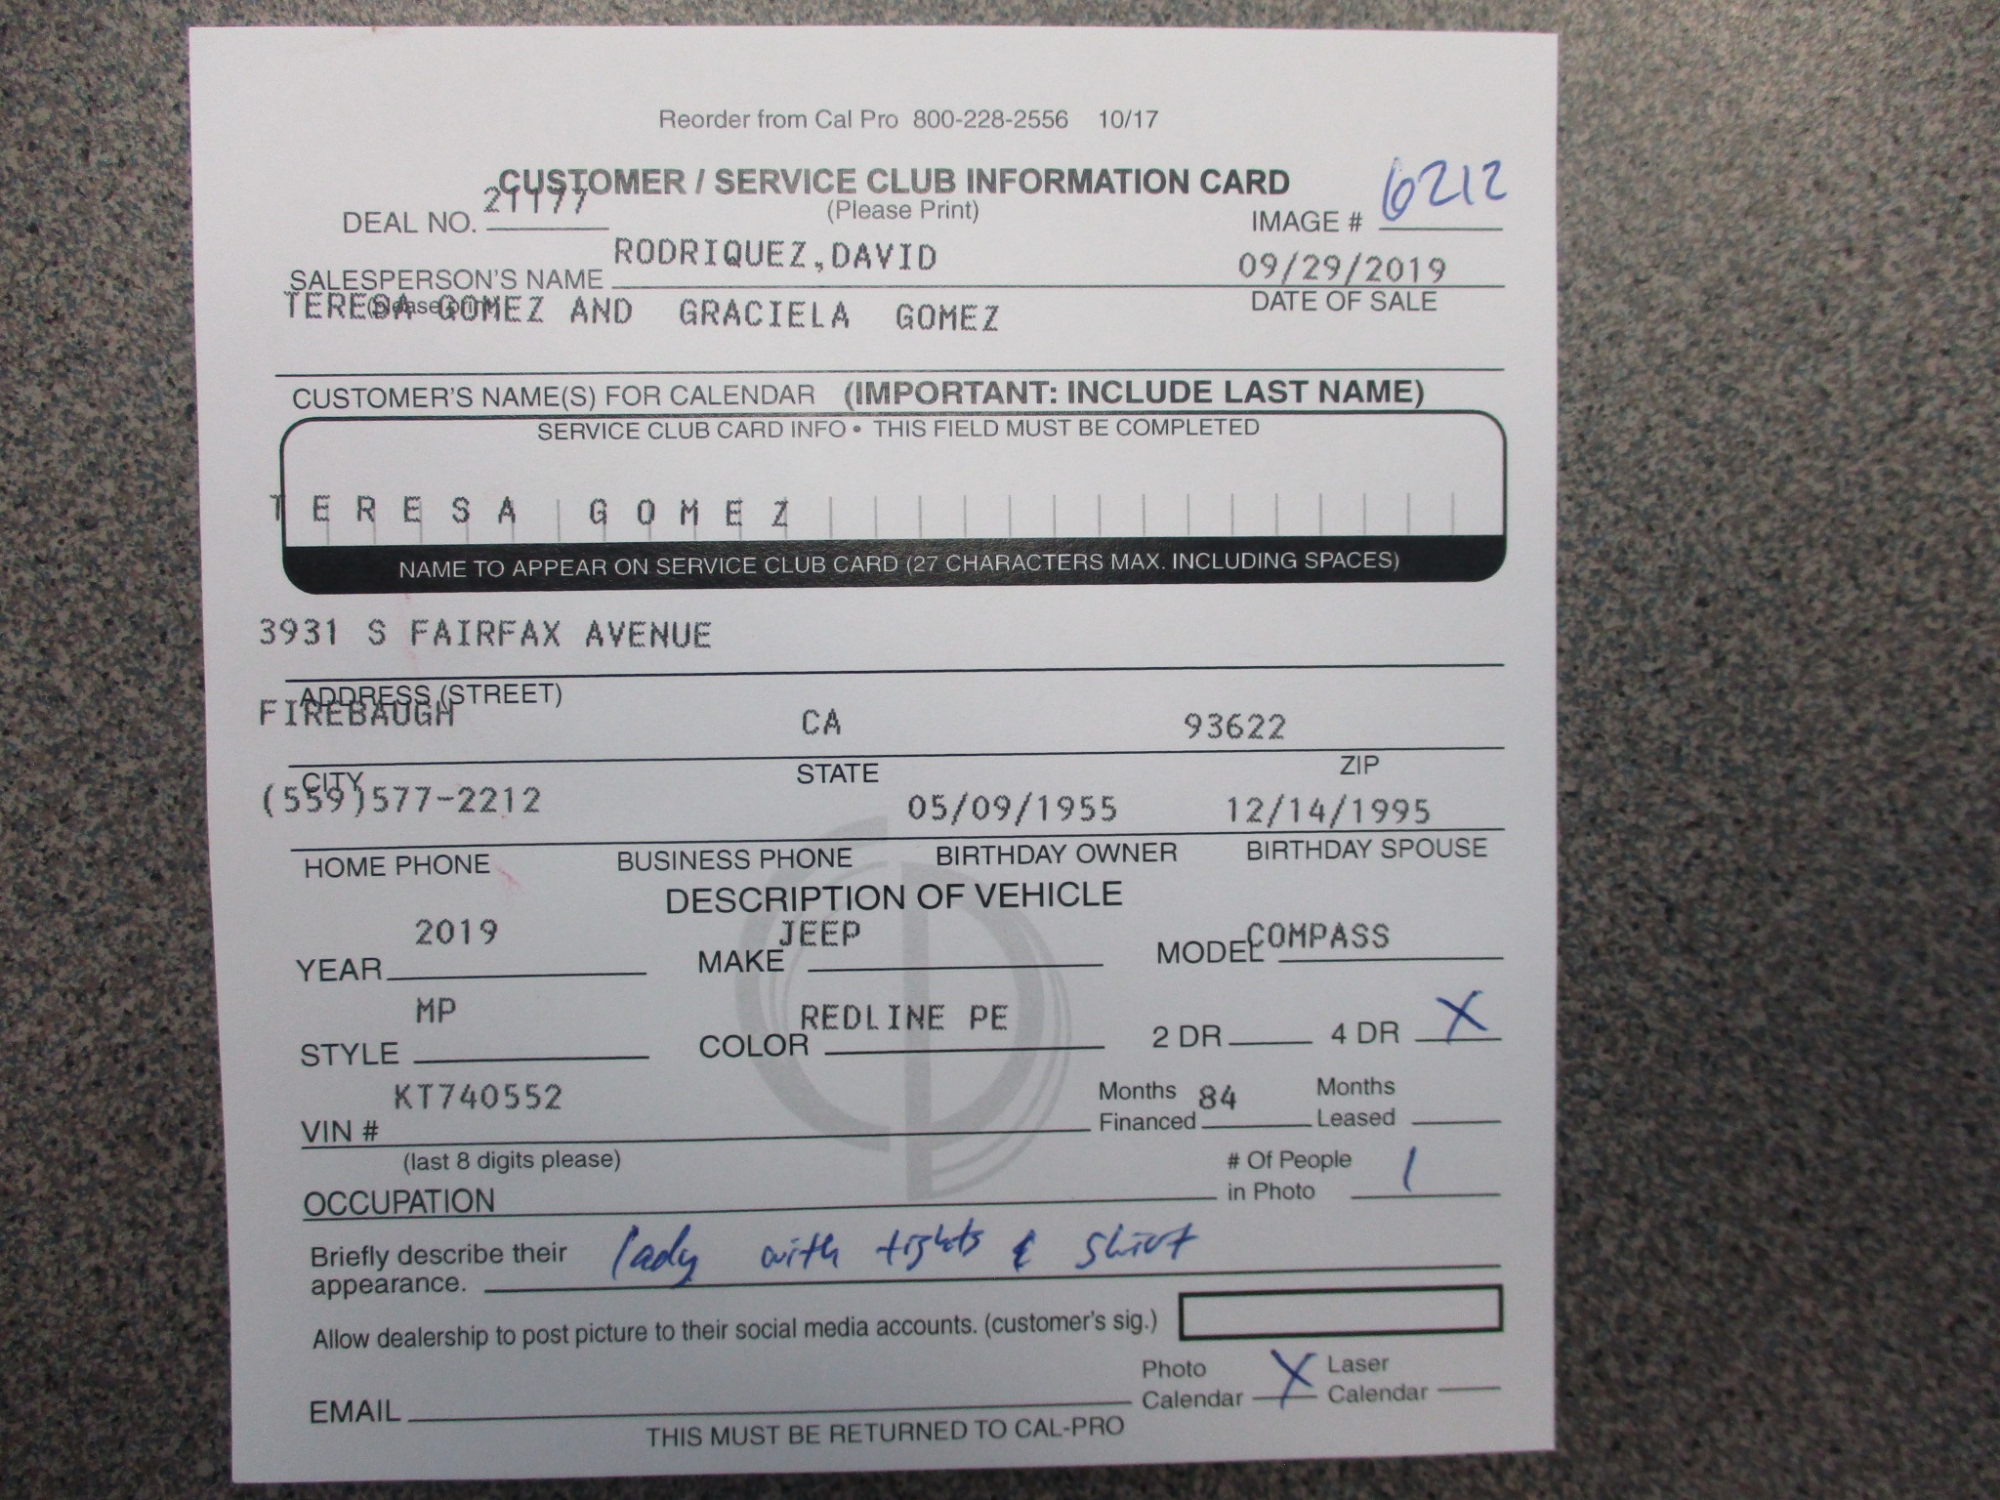 Reorder from Cal Pro 800-228-2556 10/17
CUSTOMER / SERVICE CLUB INFORMATION CARD
(Please Print)
DEAL NO. 21177 IMAGE # 6212
SALESPERSON'S NAME RODRIQUEZ,DAVID 09/29/2019
(please print) DATE OF SALE
TERESA GOMEZ AND GRACIELA GOMEZ
CUSTOMER'S NAME(S) FOR CALENDAR (IMPORTANT: INCLUDE LAST NAME)
SERVICE CLUB CARD INFO • THIS FIELD MUST BE COMPLETED
TERESA GOMEZ
NAME TO APPEAR ON SERVICE CLUB CARD (27 CHARACTERS MAX. INCLUDING SPACES)
3931 S FAIRFAX AVENUE
ADDRESS (STREET)
FIREBAUGH CA 93622
CITY STATE ZIP
(559)577-2212 05/09/1955 12/14/1995
HOME PHONE BUSINESS PHONE BIRTHDAY OWNER BIRTHDAY SPOUSE
DESCRIPTION OF VEHICLE
YEAR 2019 MAKE JEEP MODEL COMPASS
STYLE MP COLOR REDLINE PE 2 DR 4 DR X
VIN # KT740552 Months Financed 84 Months Leased
(last 8 digits please)
OCCUPATION # Of People in Photo 1
Briefly describe their appearance. lady with tights & shirt
Allow dealership to post picture to their social media accounts. (customer's sig.)
EMAIL Photo Calendar X Laser Calendar
THIS MUST BE RETURNED TO CAL-PRO